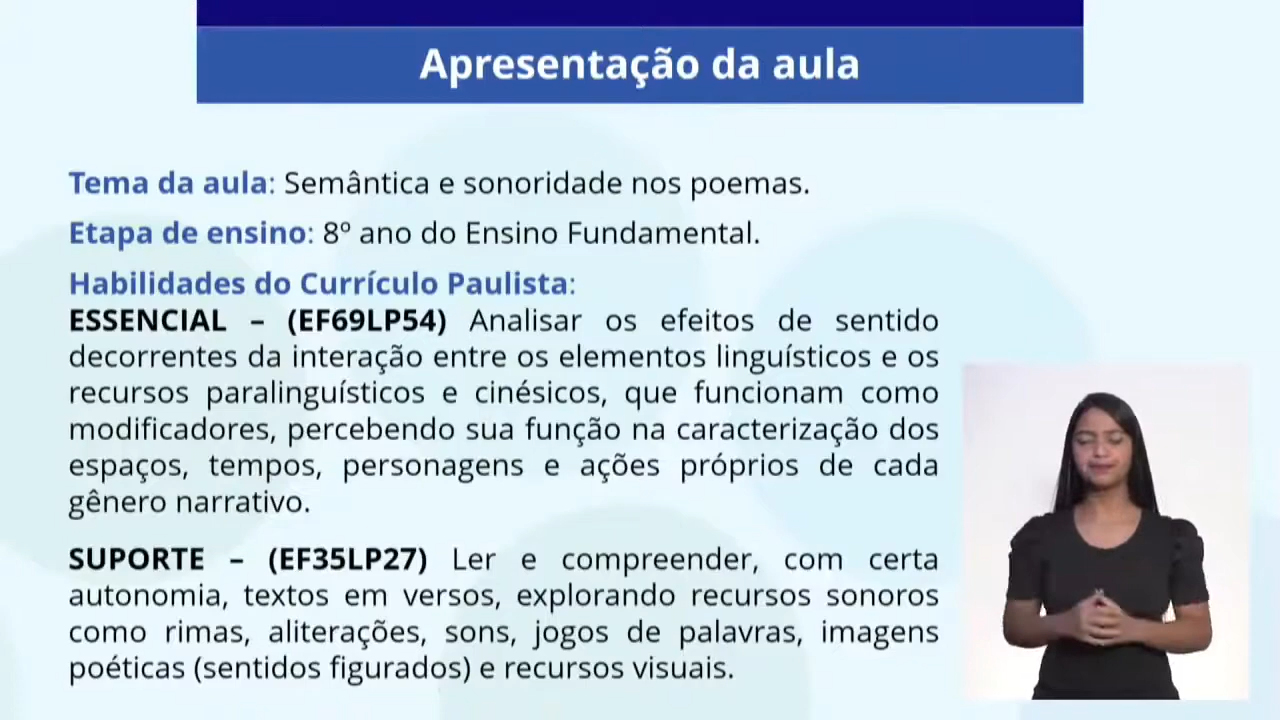 Apresentação da aula
Tema da aula: Semântica e sonoridade nos poemas.
Etapa de ensino: 8º ano do Ensino Fundamental.
Habilidades do Currículo Paulista:
ESSENCIAL – (EF69LP54) Analisar os efeitos de sentido
decorrentes da interação entre os elementos linguísticos e os
recursos paralinguísticos e cinésicos, que funcionam como
modificadores, percebendo sua função na caracterização dos
espaços, tempos, personagens e ações próprios de cada
gênero narrativo.
SUPORTE – (EF35LP27) Ler e compreender, com certa
autonomia, textos em versos, explorando recursos sonoros
como rimas, aliterações, sons, jogos de palavras, imagens
poéticas (sentidos figurados) e recursos visuais.